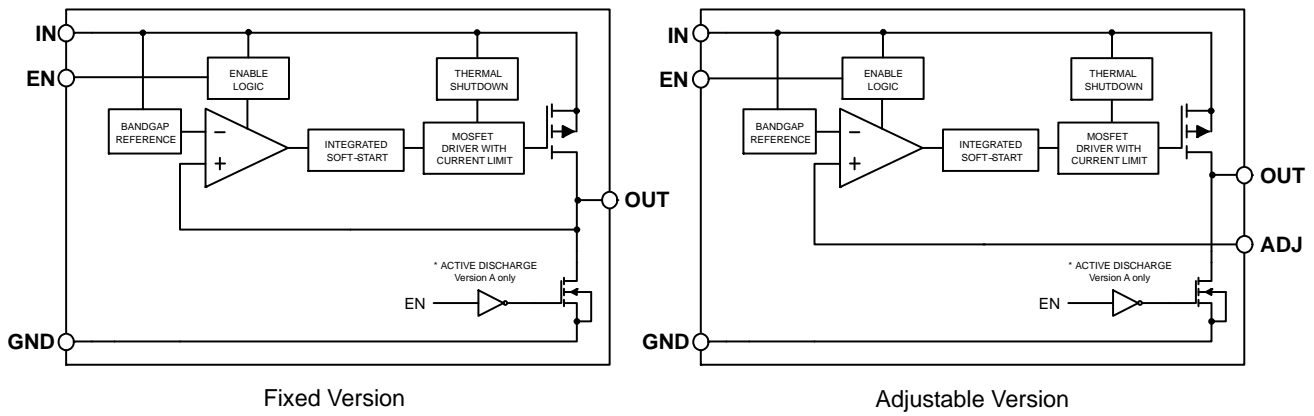 IN
EN
ENABLE
LOGIC
THERMAL
SHUTDOWN
BANDGAP
REFERENCE
−
+
INTEGRATED
SOFT−START
MOSFET
DRIVER WITH
CURRENT LIMIT
OUT
* ACTIVE DISCHARGE
Version A only
EN
GND
Fixed Version
IN
EN
ENABLE
LOGIC
THERMAL
SHUTDOWN
BANDGAP
REFERENCE
−
+
INTEGRATED
SOFT−START
MOSFET
DRIVER WITH
CURRENT LIMIT
OUT
ADJ
* ACTIVE DISCHARGE
Version A only
EN
GND
Adjustable Version